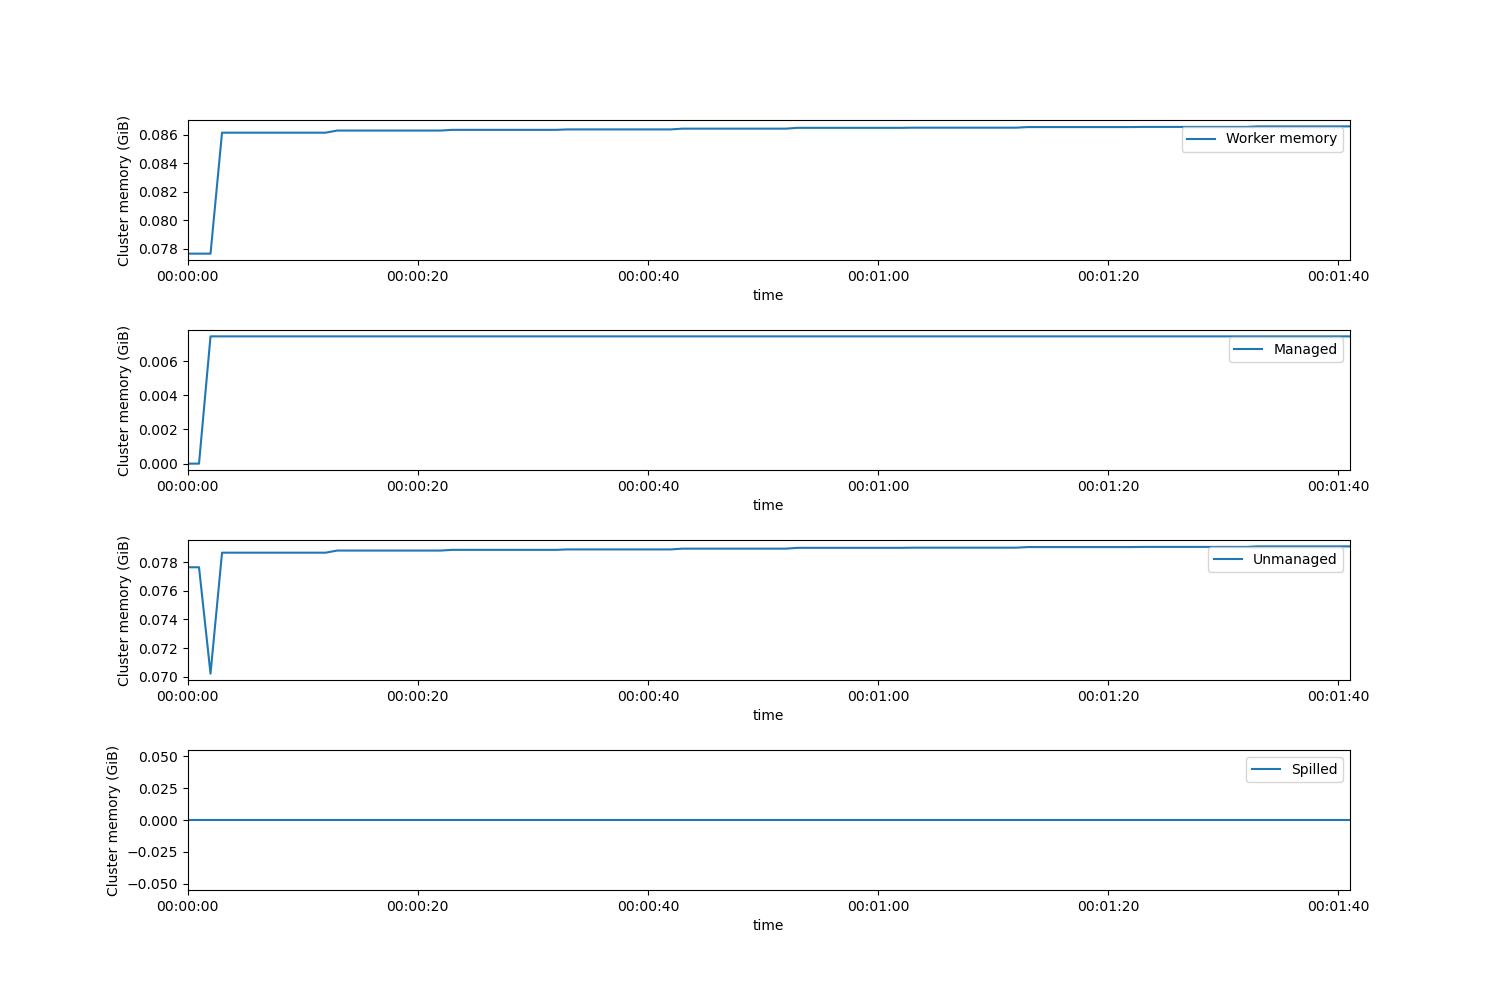 Cluster memory (GiB)
0.086
0.084
0.082
0.080
0.078
Worker memory
00:00:00 00:00:20 00:00:40 00:01:00 00:01:20 00:01:40
time
Cluster memory (GiB)
0.006
0.004
0.002
0.000
Managed
00:00:00 00:00:20 00:00:40 00:01:00 00:01:20 00:01:40
time
Cluster memory (GiB)
0.078
0.076
0.074
0.072
0.070
Unmanaged
00:00:00 00:00:20 00:00:40 00:01:00 00:01:20 00:01:40
time
Cluster memory (GiB)
0.050
0.025
0.000
−0.025
−0.050
Spilled
00:00:00 00:00:20 00:00:40 00:01:00 00:01:20 00:01:40
time